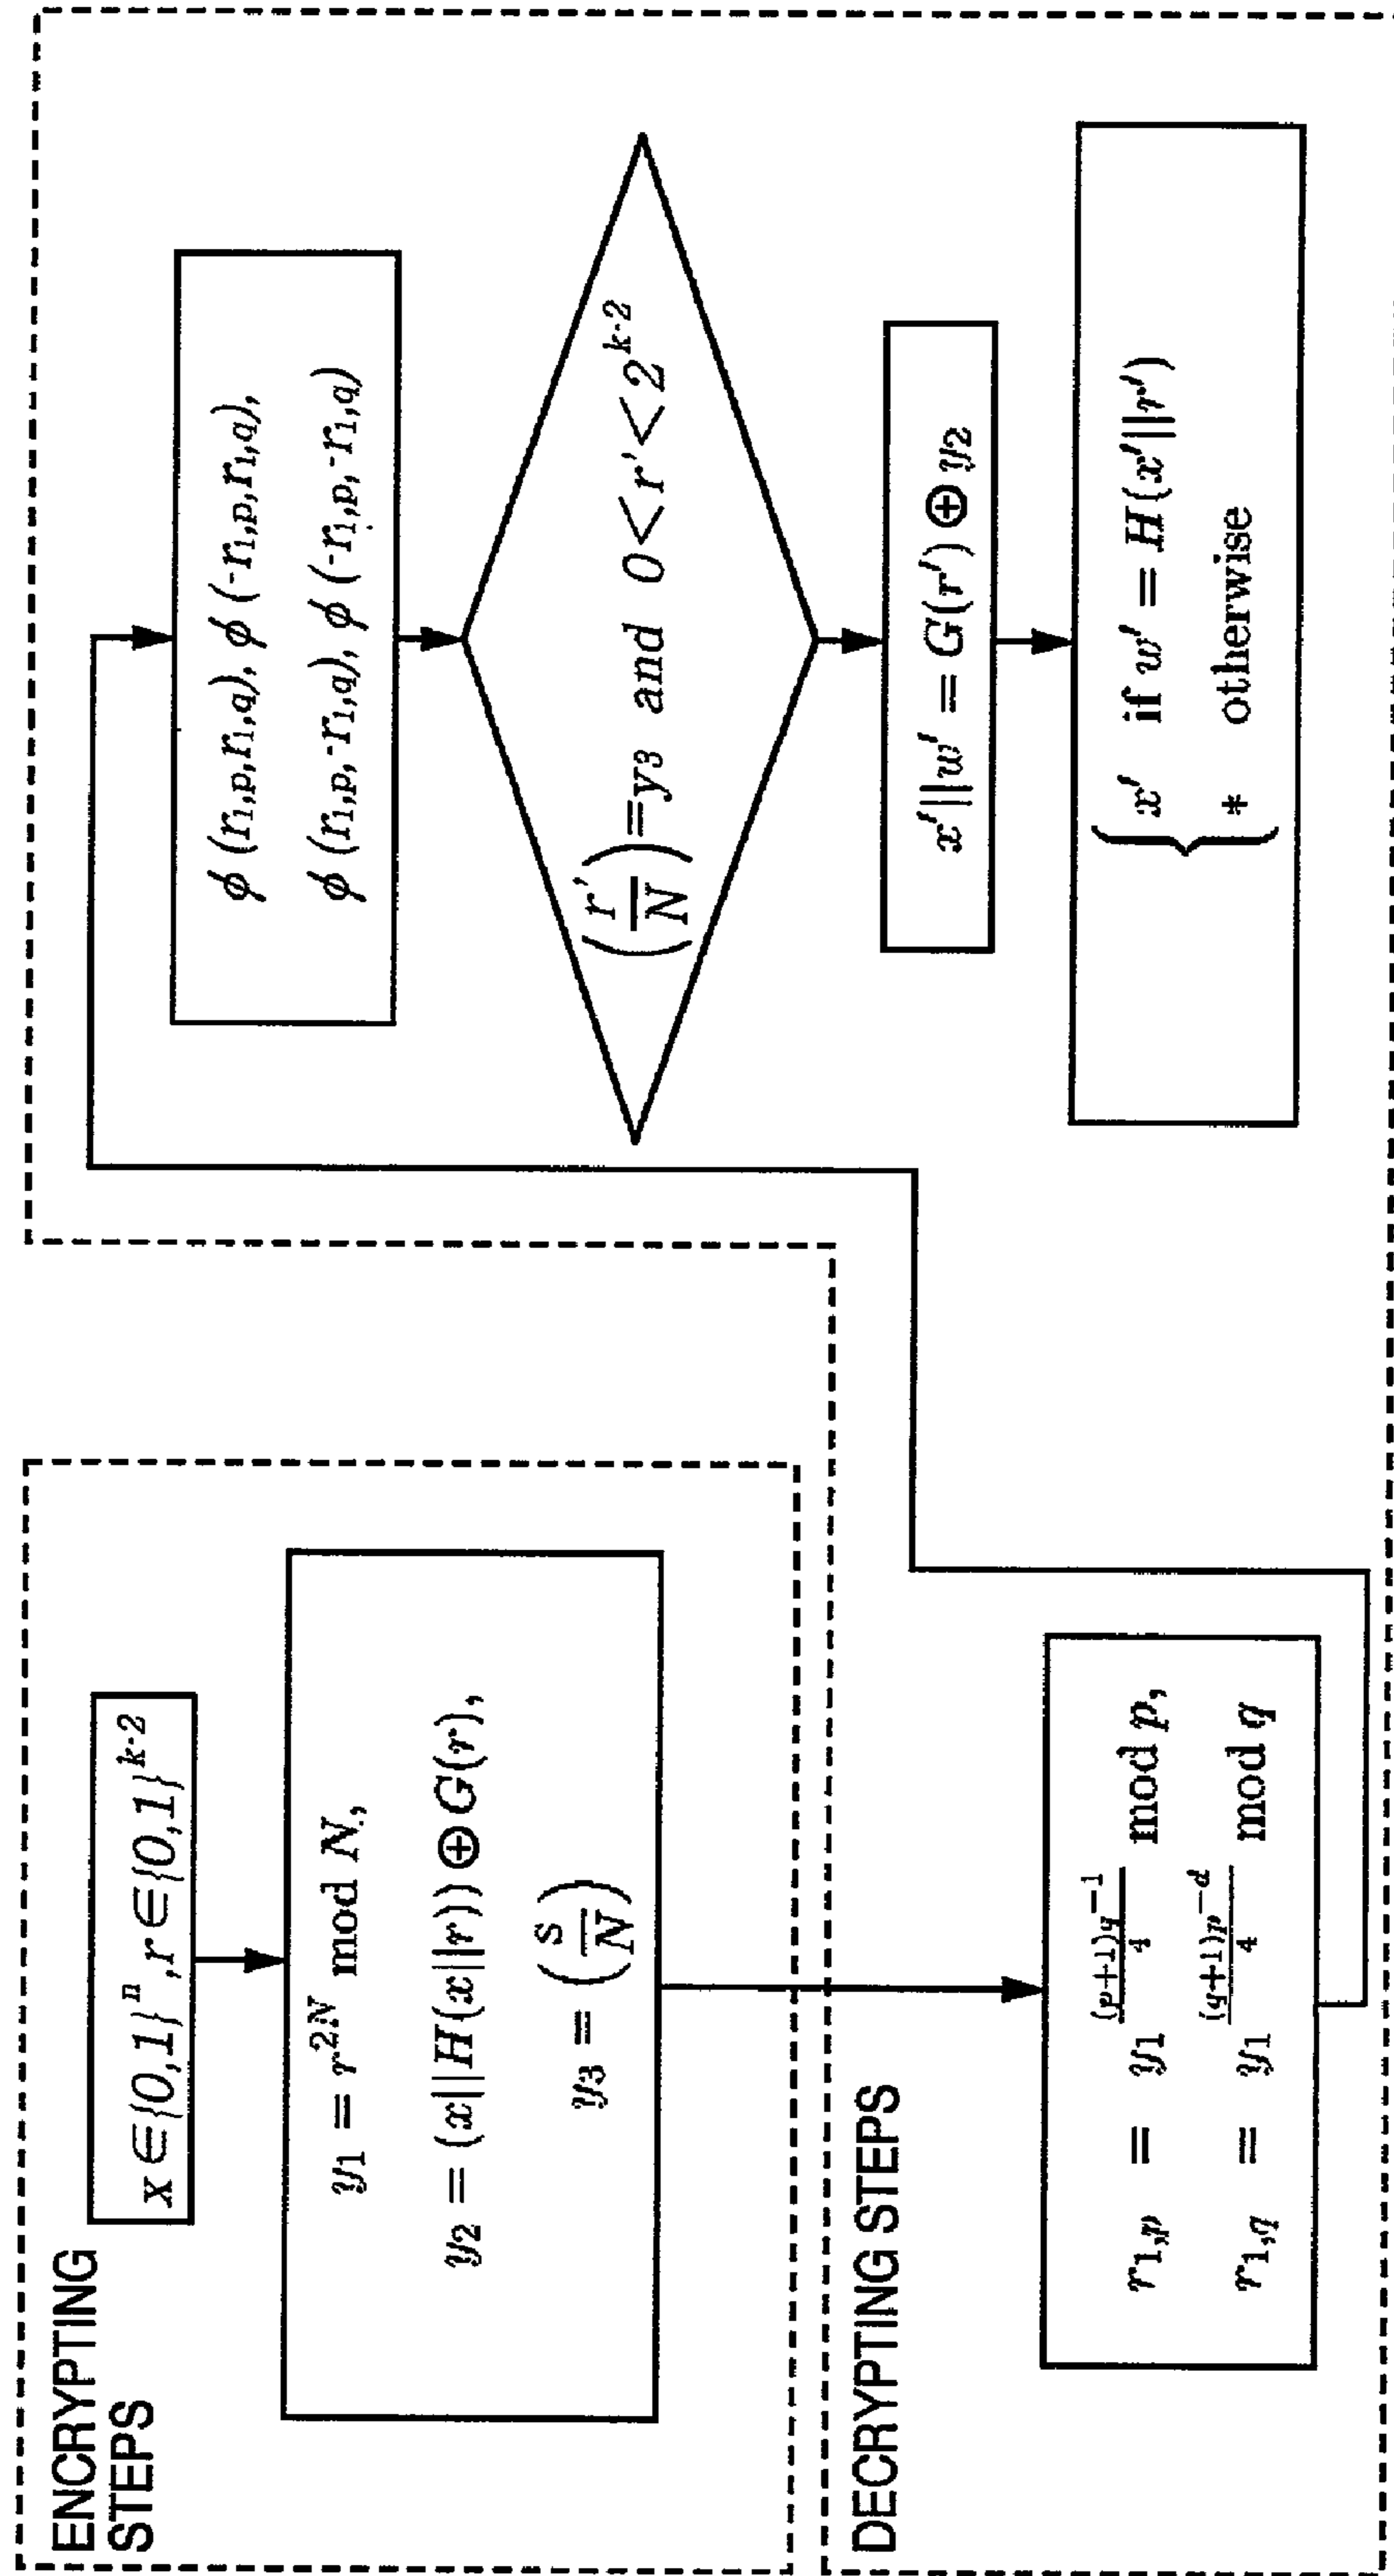 ENCRYPTING
STEPS
x∈{0,1}^n, r∈{0,1}^{k-2}
y₁ = r^{2N} mod N,
y₂ = (x||H(x||r)) ⊕ G(r),
y₃ = (S/N)
DECRYPTING STEPS
r_{1,p} = y₁^{(p+1)q^{-1}/4} mod p,
r_{1,q} = y₁^{(q+1)p^{-d}/4} mod q
ϕ (r_{1,p},r_{1,q}), ϕ (-r_{1,p},r_{1,q}),
ϕ (r_{1,p},-r_{1,q}), ϕ (-r_{1,p},-r_{1,q})
(r'/N)=y₃ and 0<r'<2^{k-2}
x'||w' = G(r') ⊕ y₂
{ x' if w' = H(x'||r')
* otherwise